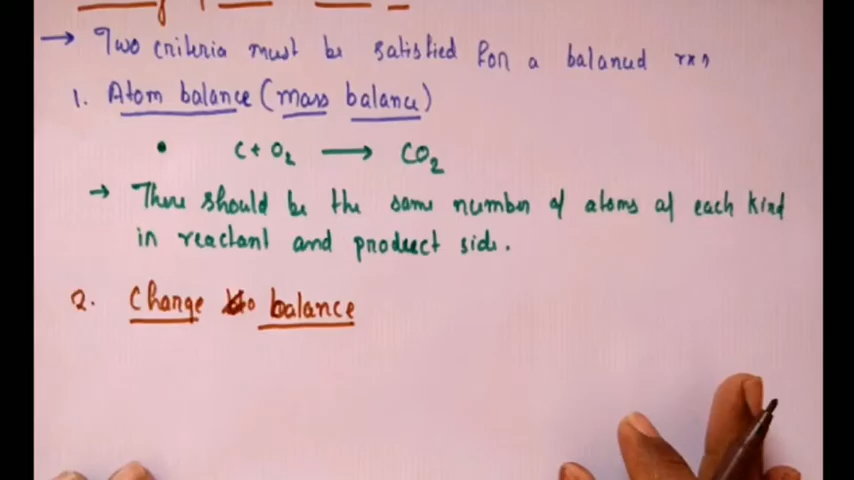 → Two criteria must be satisfied for a balanced rxn
1. Atom balance (mass balance)
• C + O₂ ⟶ CO₂
→ There should be the same number of atoms of each kind
in reactant and product side.
2. Charge balance